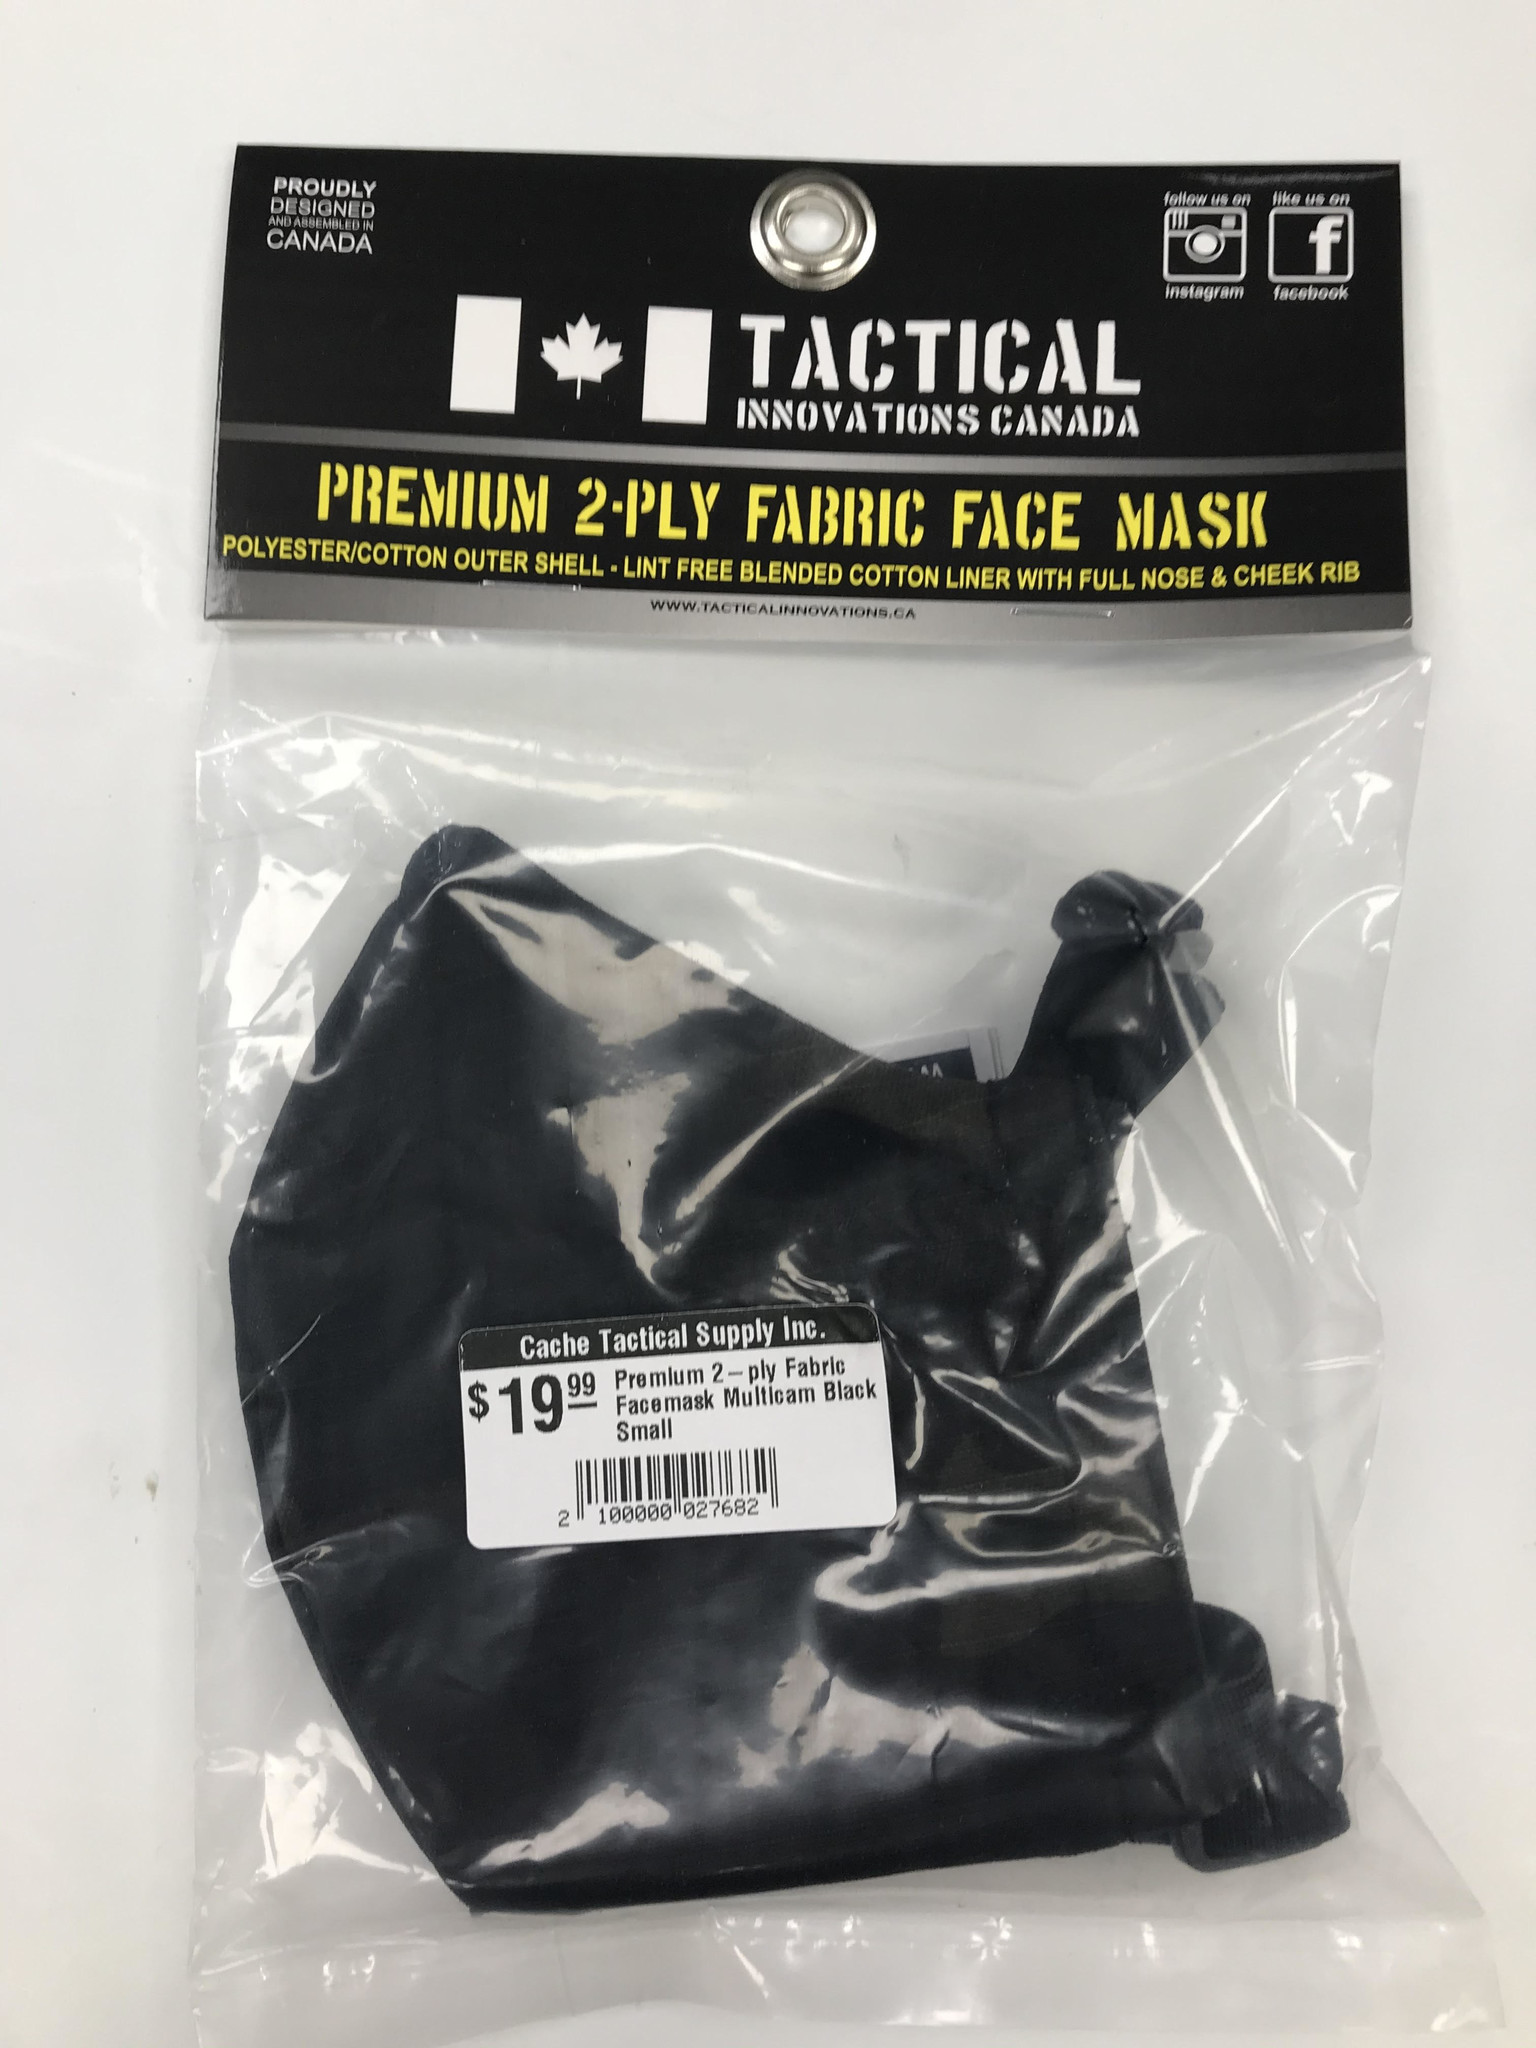 PROUDLY
DESIGNED
AND ASSEMBLED IN
CANADA
follow us on
instagram
like us on
f
facebook
TACTICAL
INNOVATIONS CANADA
PREMIUM 2-PLY FABRIC FACE MASK
POLYESTER/COTTON OUTER SHELL - LINT FREE BLENDED COTTON LINER WITH FULL NOSE & CHEEK RIB
WWW.TACTICALINNOVATIONS.CA
Cache Tactical Supply Inc.
$19.99
Premium 2-ply Fabric
Facemask Multicam Black
Small
2 100000 027682